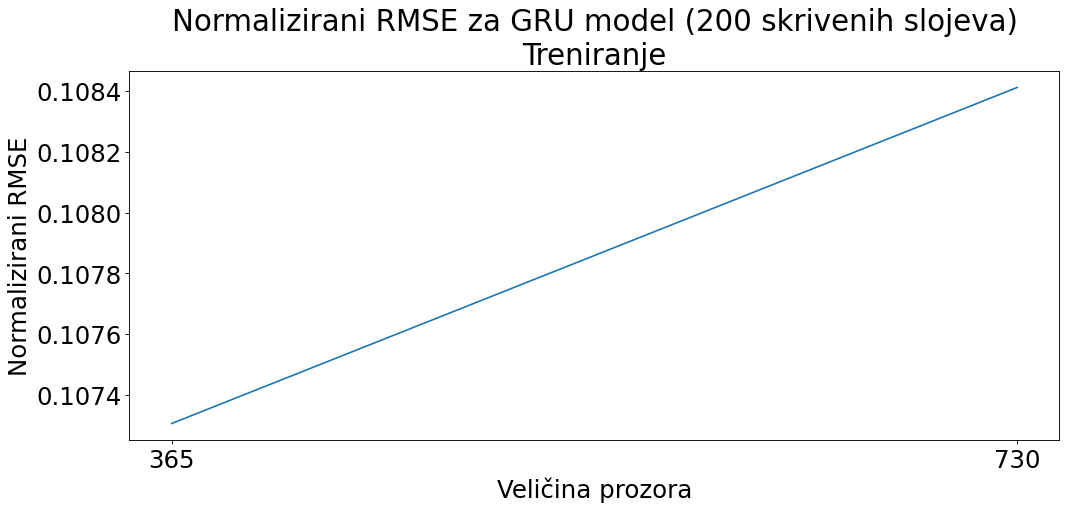 Normalizirani RMSE za GRU model (200 skrivenih slojeva)
Treniranje
Normalizirani RMSE
0.1084
0.1082
0.1080
0.1078
0.1076
0.1074
365
730
Veličina prozora